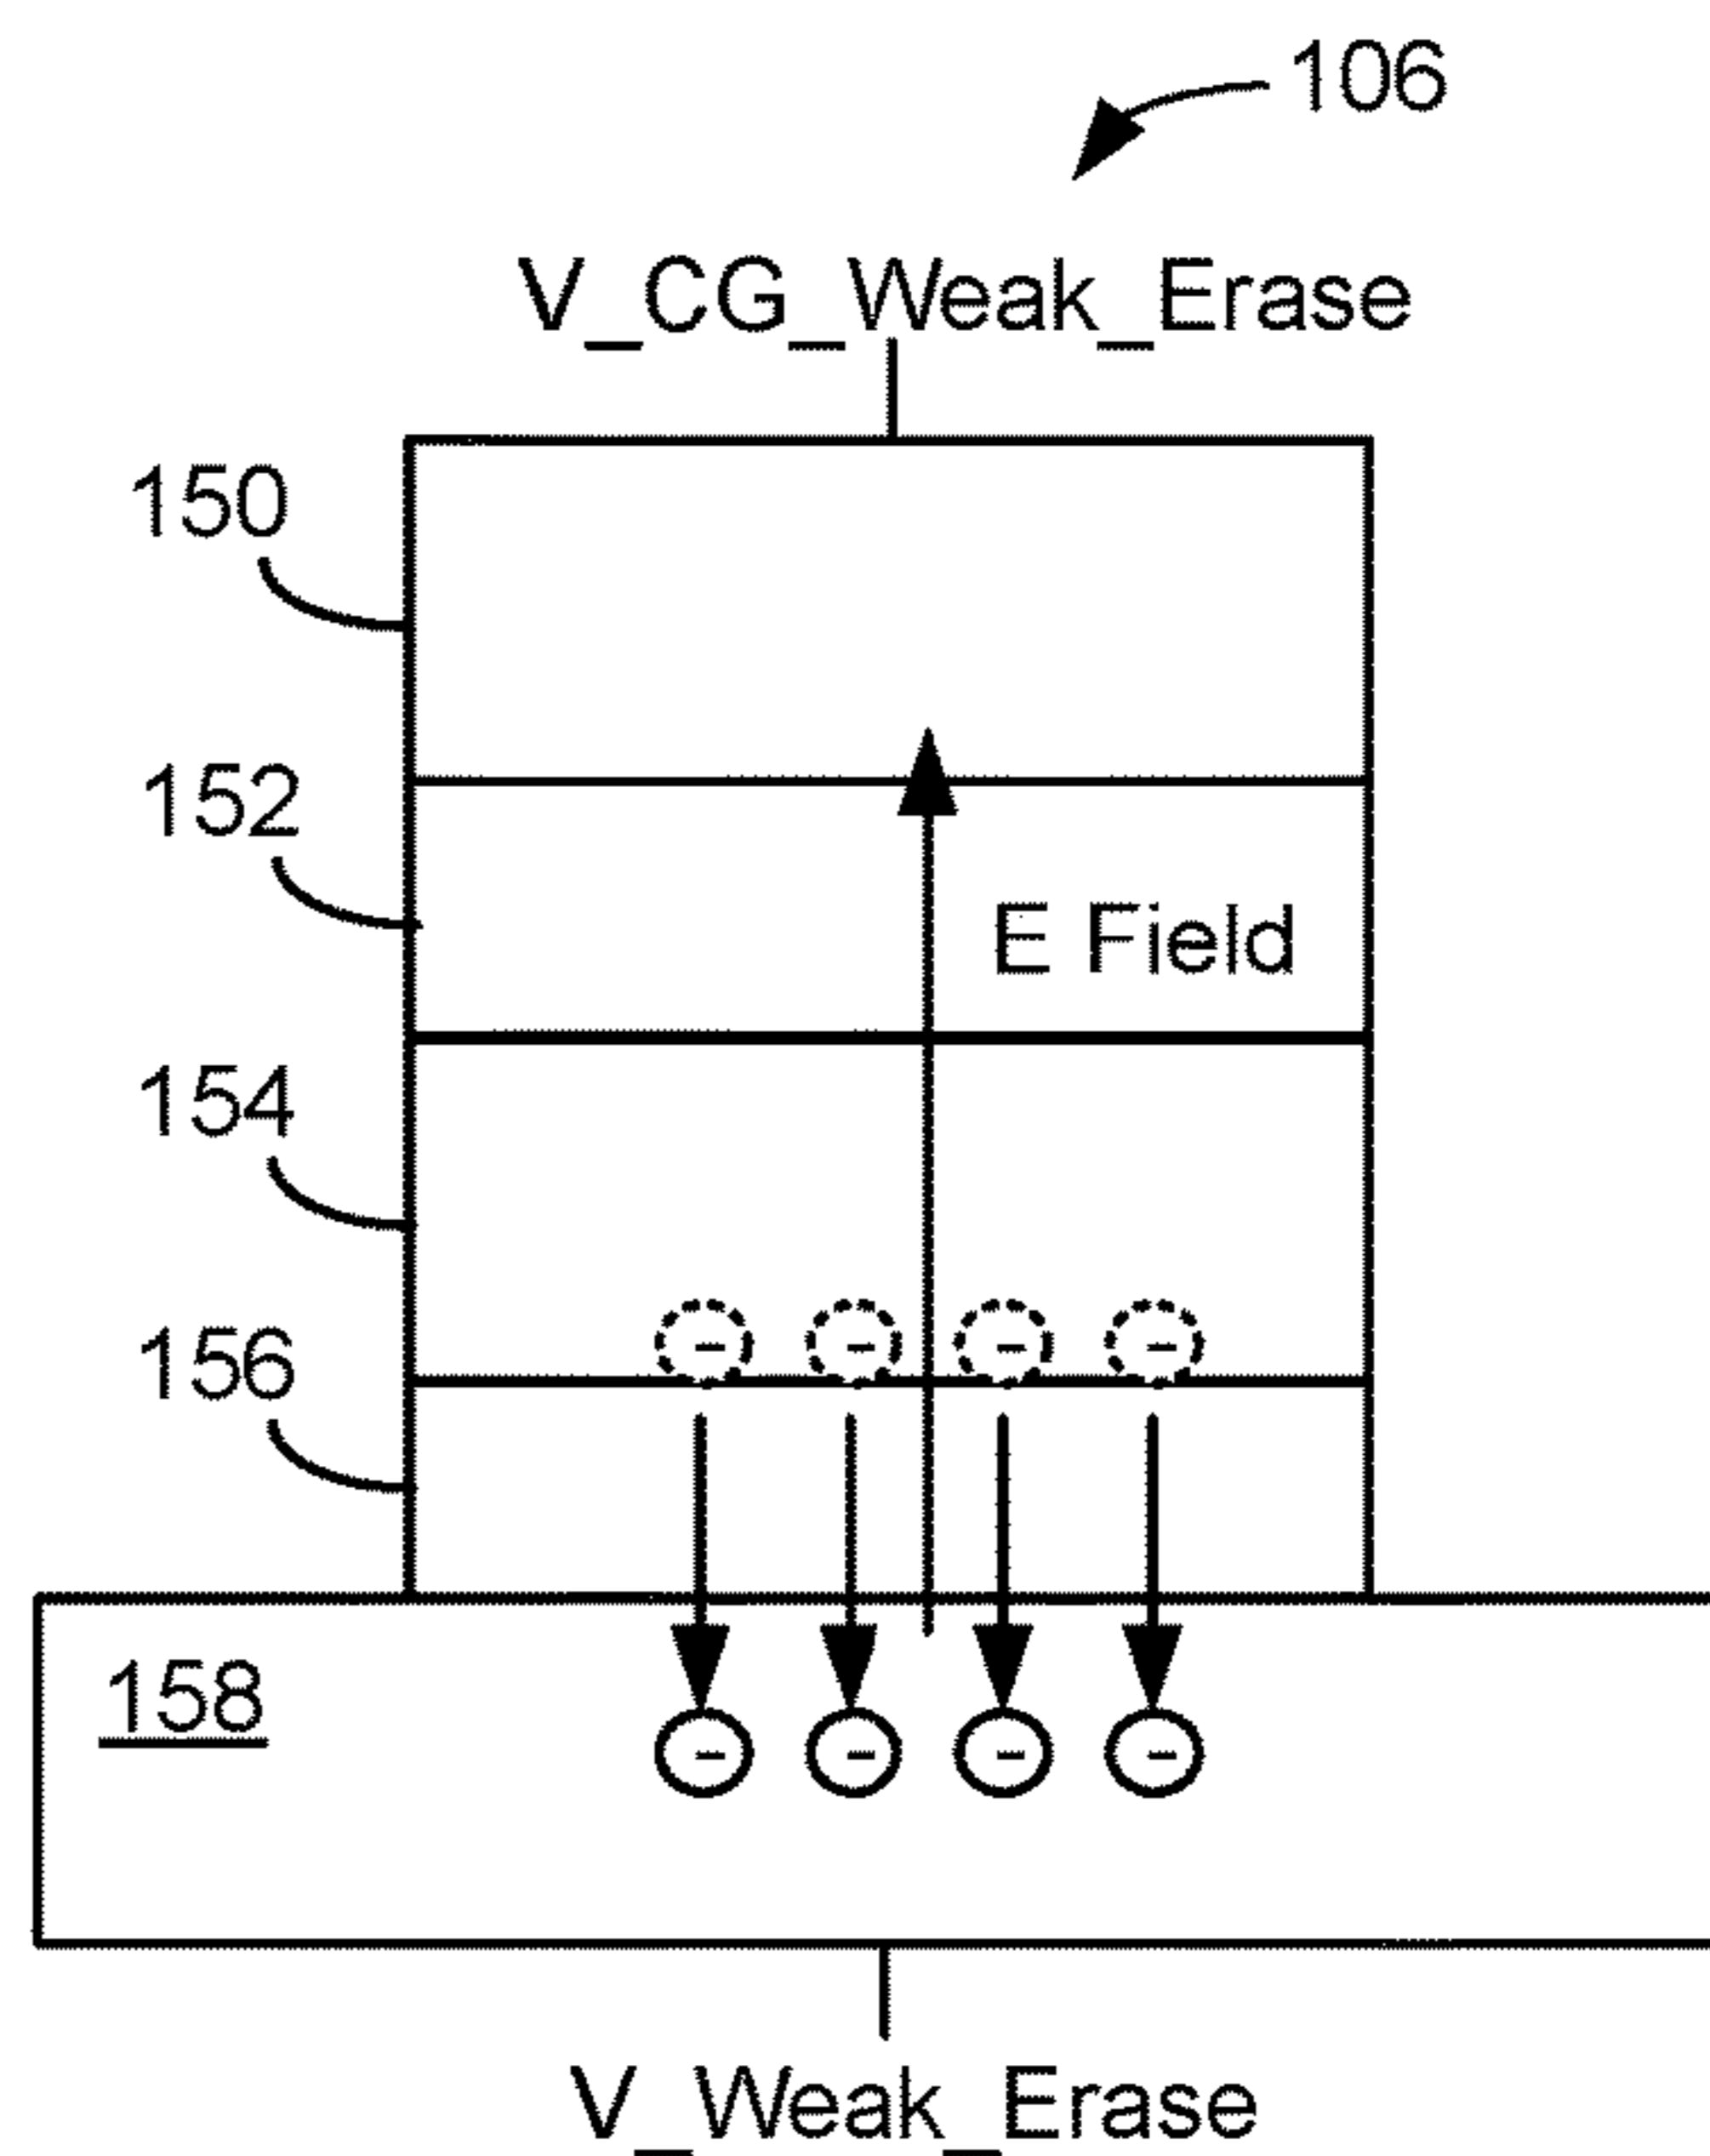 106
V_CG_Weak_Erase
150
152
E Field
154
156
- - - -
158
- - - -
V_Weak_Erase